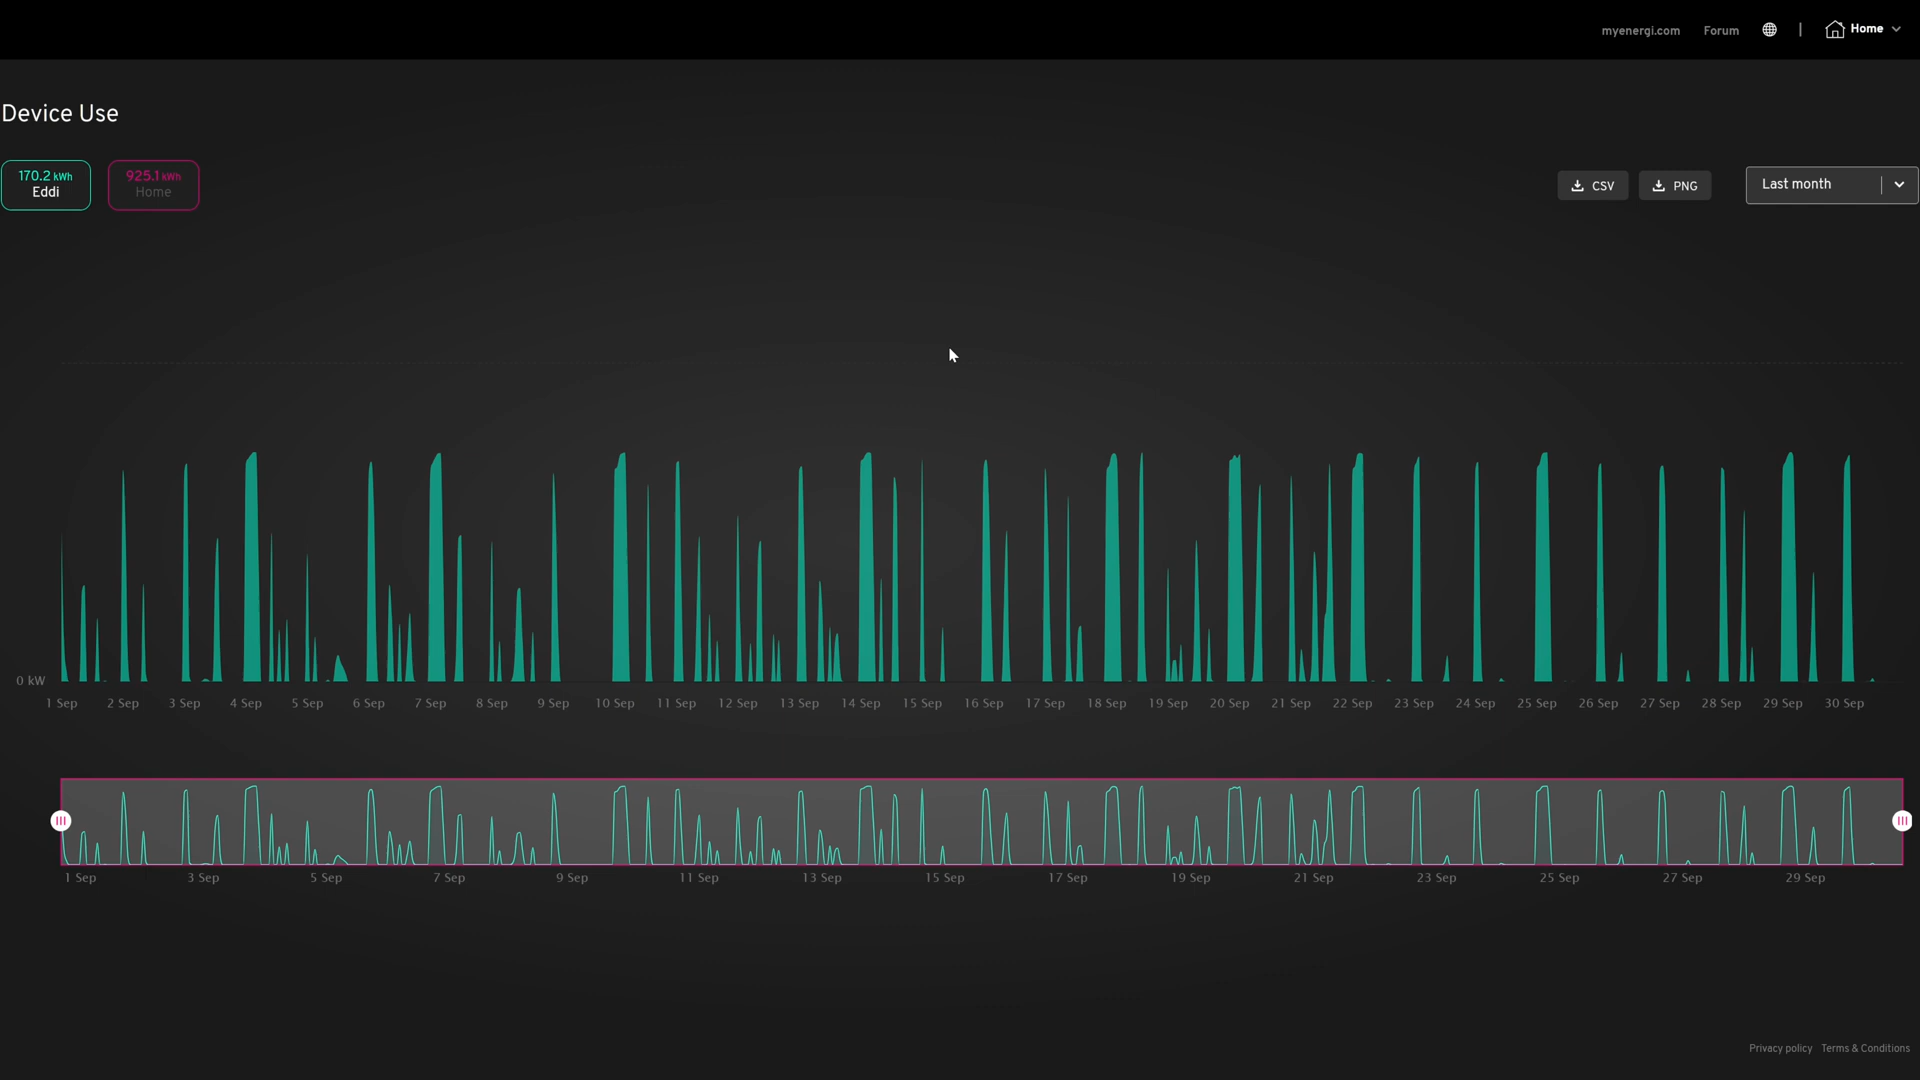 myenergi.com Forum | Home
Device Use
170.2 kWh
Eddi
925.1 kWh
Home
CSV PNG Last month
0 kW
1 Sep 2 Sep 3 Sep 4 Sep 5 Sep 6 Sep 7 Sep 8 Sep 9 Sep 10 Sep 11 Sep 12 Sep 13 Sep 14 Sep 15 Sep 16 Sep 17 Sep 18 Sep 19 Sep 20 Sep 21 Sep 22 Sep 23 Sep 24 Sep 25 Sep 26 Sep 27 Sep 28 Sep 29 Sep 30 Sep
1 Sep 3 Sep 5 Sep 7 Sep 9 Sep 11 Sep 13 Sep 15 Sep 17 Sep 19 Sep 21 Sep 23 Sep 25 Sep 27 Sep 29 Sep
Privacy policy Terms & Conditions